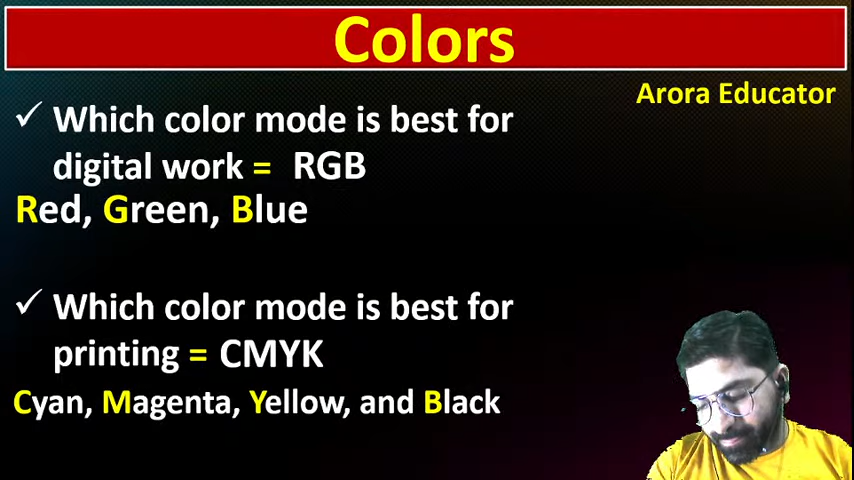 Colors
Arora Educator
✓ Which color mode is best for
digital work = RGB
Red, Green, Blue
✓ Which color mode is best for
printing = CMYK
Cyan, Magenta, Yellow, and Black